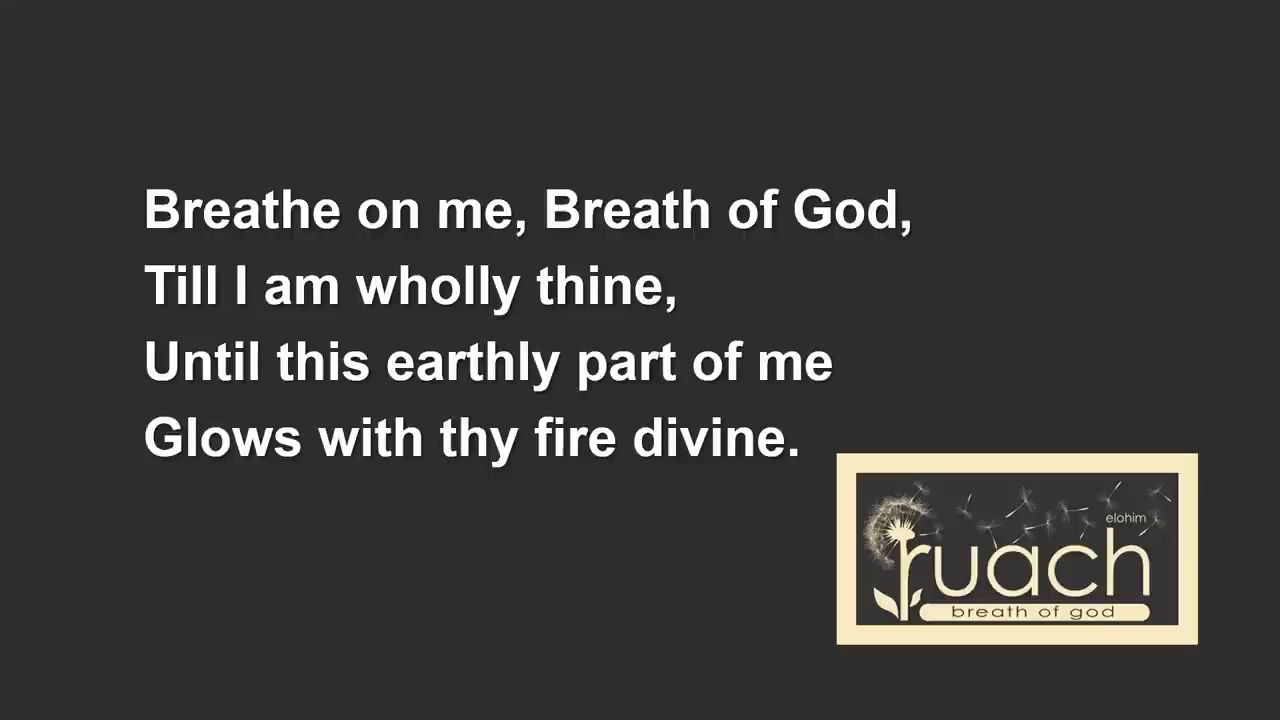 Breathe on me, Breath of God,
Till I am wholly thine,
Until this earthly part of me
Glows with thy fire divine.
elohim
ruach
breath of god